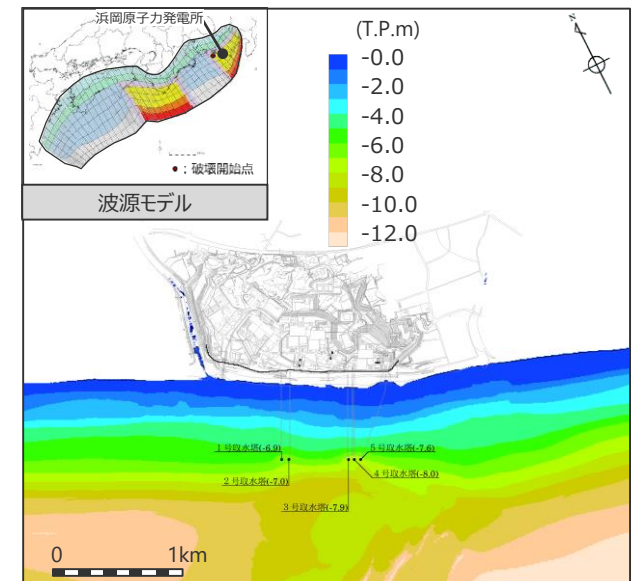 浜岡原子力発電所
●：破壊開始点
波源モデル
(T.P.m)
-0.0
-2.0
-4.0
-6.0
-8.0
-10.0
-12.0
N
1号取水塔(-6.9)
5号取水塔(-7.6)
2号取水塔(-7.0)
4号取水塔(-8.0)
3号取水塔(-7.9)
0 1km